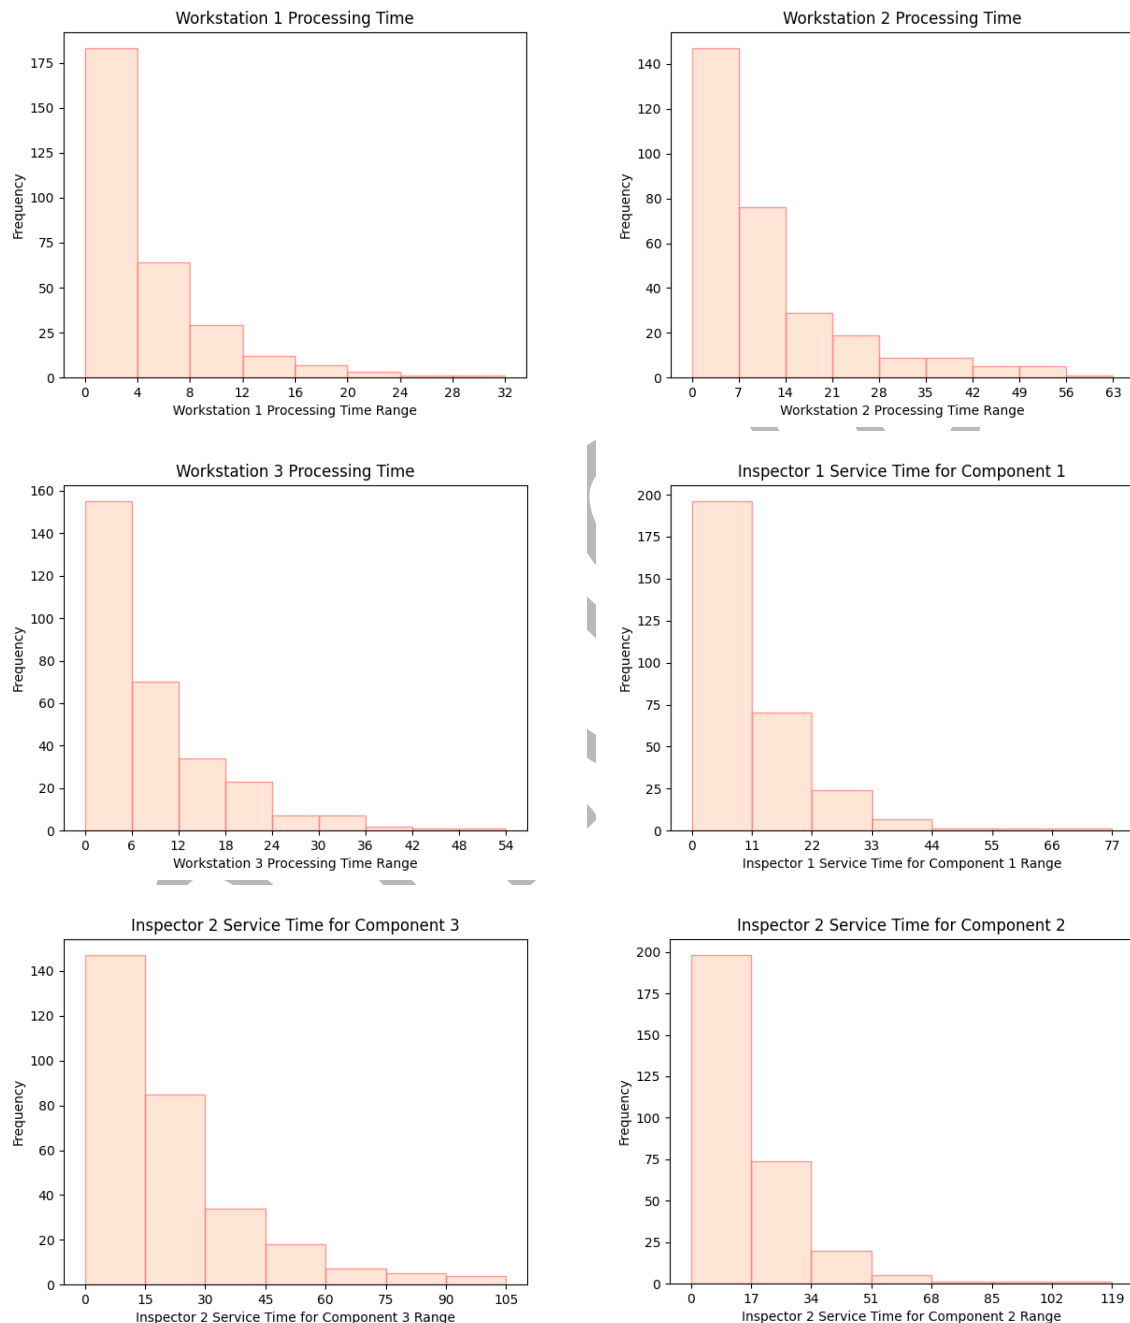 Workstation 1 Processing Time
Frequency
175
150
125
100
75
50
25
0
0 4 8 12 16 20 24 28 32
Workstation 1 Processing Time Range
Workstation 2 Processing Time
Frequency
140
120
100
80
60
40
20
0
0 7 14 21 28 35 42 49 56 63
Workstation 2 Processing Time Range
Workstation 3 Processing Time
Frequency
160
140
120
100
80
60
40
20
0
0 6 12 18 24 30 36 42 48 54
Workstation 3 Processing Time Range
Inspector 1 Service Time for Component 1
Frequency
200
175
150
125
100
75
50
25
0
0 11 22 33 44 55 66 77
Inspector 1 Service Time for Component 1 Range
Inspector 2 Service Time for Component 3
Frequency
140
120
100
80
60
40
20
0
0 15 30 45 60 75 90 105
Inspector 2 Service Time for Component 3 Range
Inspector 2 Service Time for Component 2
Frequency
200
175
150
125
100
75
50
25
0
0 17 34 51 68 85 102 119
Inspector 2 Service Time for Component 2 Range